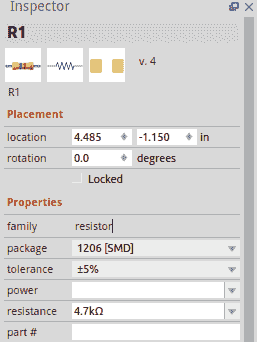 Inspector
R1
v. 4
R1
Placement
location 4.485 -1.150 in
rotation 0.0 degrees
Locked
Properties
family resistor
package 1206 [SMD]
tolerance ±5%
power
resistance 4.7kΩ
part #